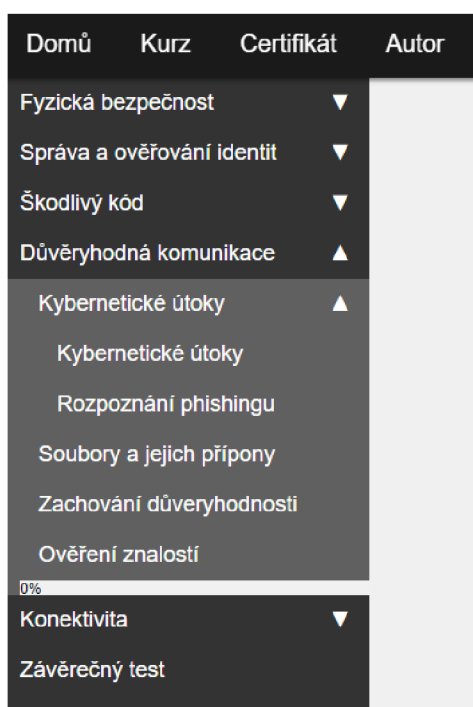 Domů Kurz Certifikát Autor
Fyzická bezpečnost ▼
Správa a ověřování identit ▼
Škodlivý kód ▼
Důvěryhodná komunikace ▲
Kybernetické útoky ▲
Kybernetické útoky
Rozpoznání phishingu
Soubory a jejich přípony
Zachování důveryhodnosti
Ověření znalostí
0%
Konektivita ▼
Závěrečný test